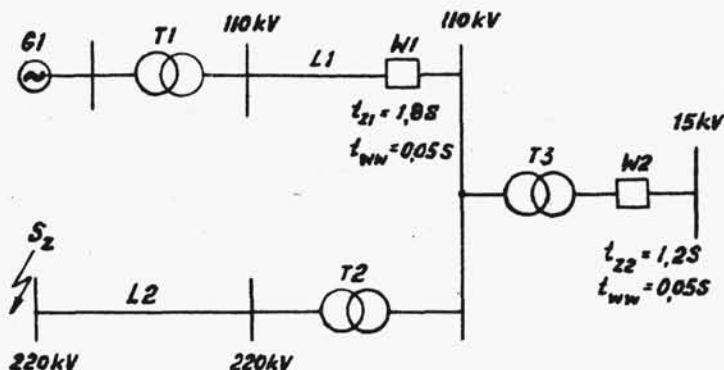 G1
T1
110kV
L1
W1
110kV
t_z1 = 1,8s
t_ww = 0,05s
T3
W2
15kV
t_z2 = 1,2s
t_ww = 0,05s
S_z
L2
T2
220kV
220kV